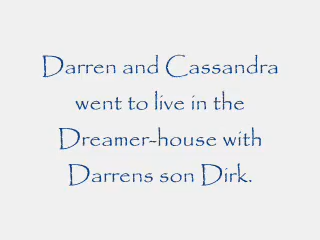 Darren and Cassandra
went to live in the
Dreamer-house with
Darrens son Dirk.